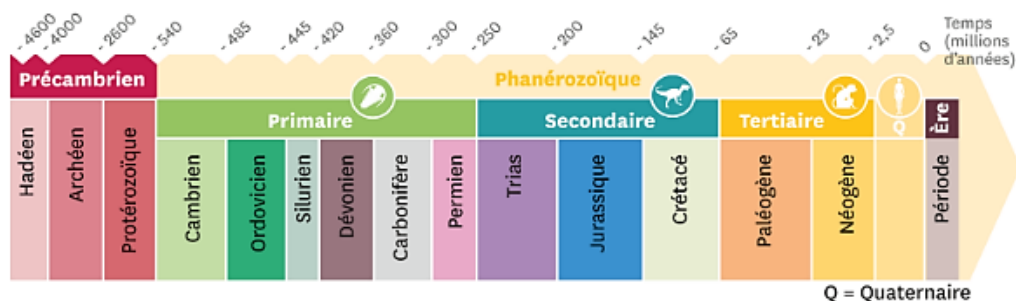 - 4600
- 4000
- 2600
- 540
- 485
- 445
- 420
- 360
- 300
- 250
- 200
- 145
- 65
- 23
- 2,5
0
Temps
(millions
d'années)
Précambrien
Phanérozoïque
Primaire
Secondaire
Tertiaire
Q
Ère
Hadéen
Archéen
Protérozoïque
Cambrien
Ordovicien
Silurien
Dévonien
Carbonifère
Permien
Trias
Jurassique
Crétacé
Paléogène
Néogène
Période
Q = Quaternaire